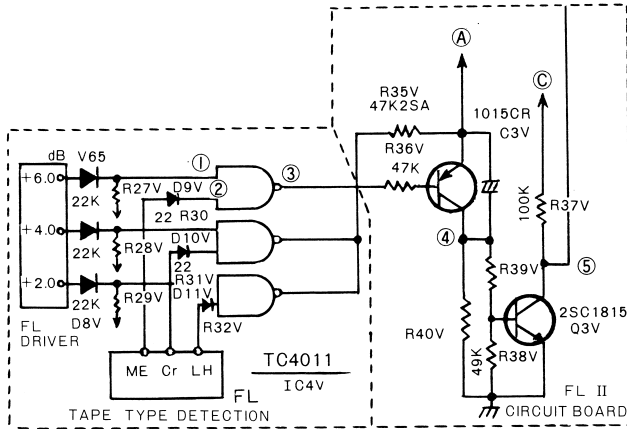 A
C
R35V
47K2SA
1015CR
C3V
R36V
47K
dB V65
1
3
+6.0
2
R27V
D9V
22K
22 R30
100K
R37V
+4.0
R28V
D10V
4
22K
22
R39V
5
+2.0
R31V
R29V
D11V
22K
D8V
R32V
2SC1815
Q3V
FL
DRIVER
R40V
49K
R38V
ME Cr LH
FL
TC4011
IC4V
FL II
TAPE TYPE DETECTION
CIRCUIT BOARD